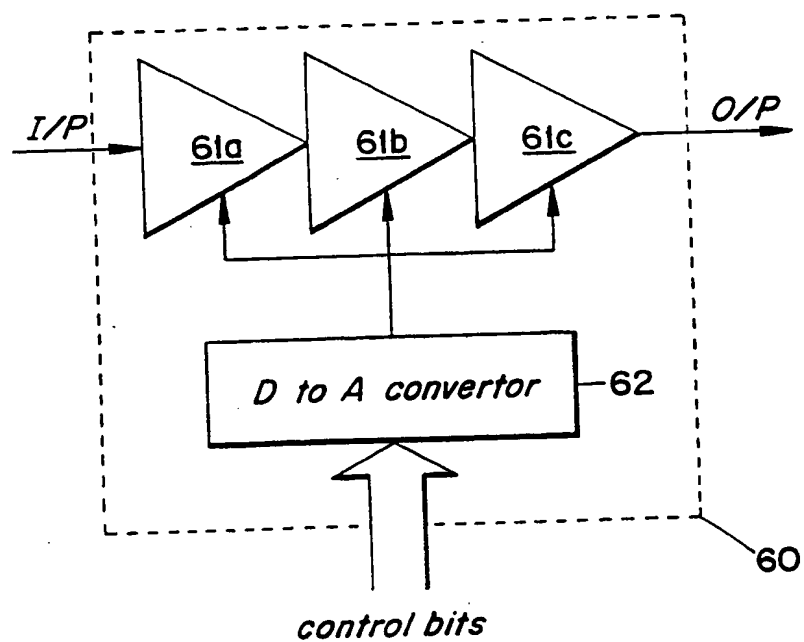 I/P
61a
61b
61c
O/P
D to A convertor
62
60
control bits